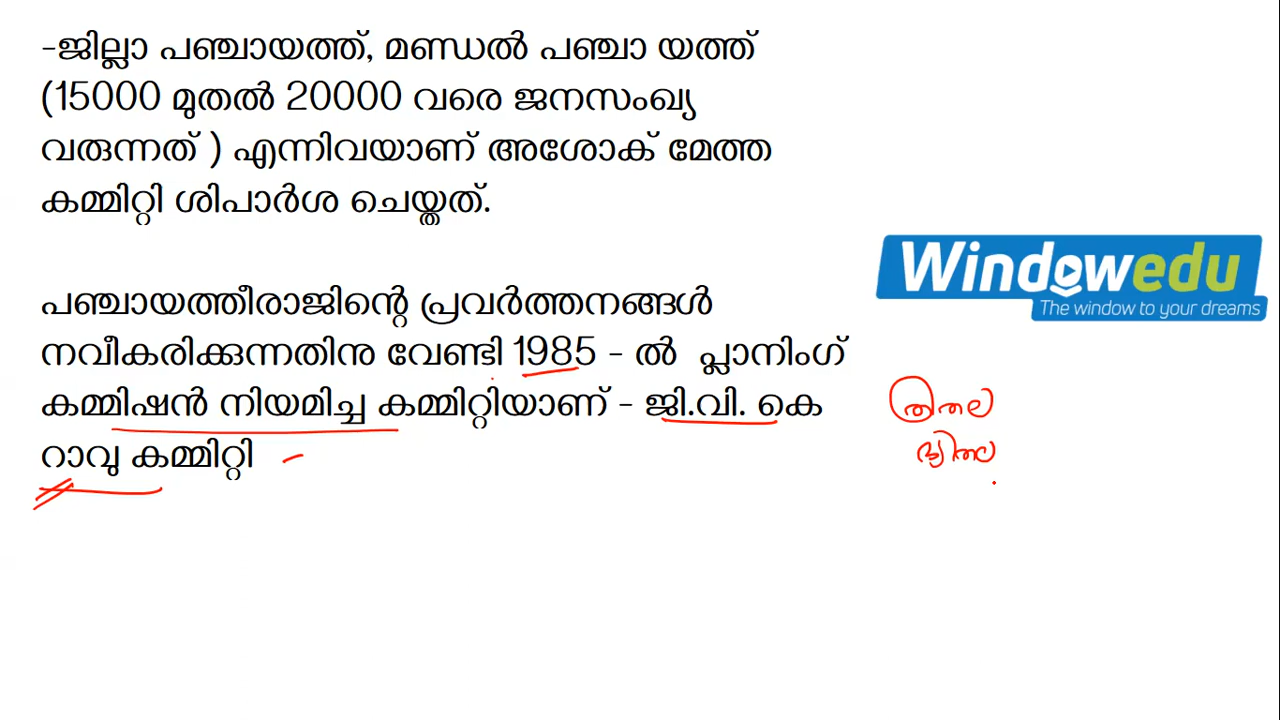 -ജില്ലാ പഞ്ചായത്ത്, മണ്ഡൽ പഞ്ചാ യത്ത്
(15000 മുതൽ 20000 വരെ ജനസംഖ്യ
വരുന്നത് ) എന്നിവയാണ് അശോക് മേത്ത
കമ്മിറ്റി ശിപാർശ ചെയ്തത്.
Windowedu
The window to your dreams
പഞ്ചായത്തീരാജിന്റെ പ്രവർത്തനങ്ങൾ
നവീകരിക്കുന്നതിനു വേണ്ടി 1985 - ൽ പ്ലാനിംഗ്
കമ്മിഷൻ നിയമിച്ച കമ്മിറ്റിയാണ് - ജി.വി. കെ
റാവു കമ്മിറ്റി -
ത്രിതല
ദ്വിതല